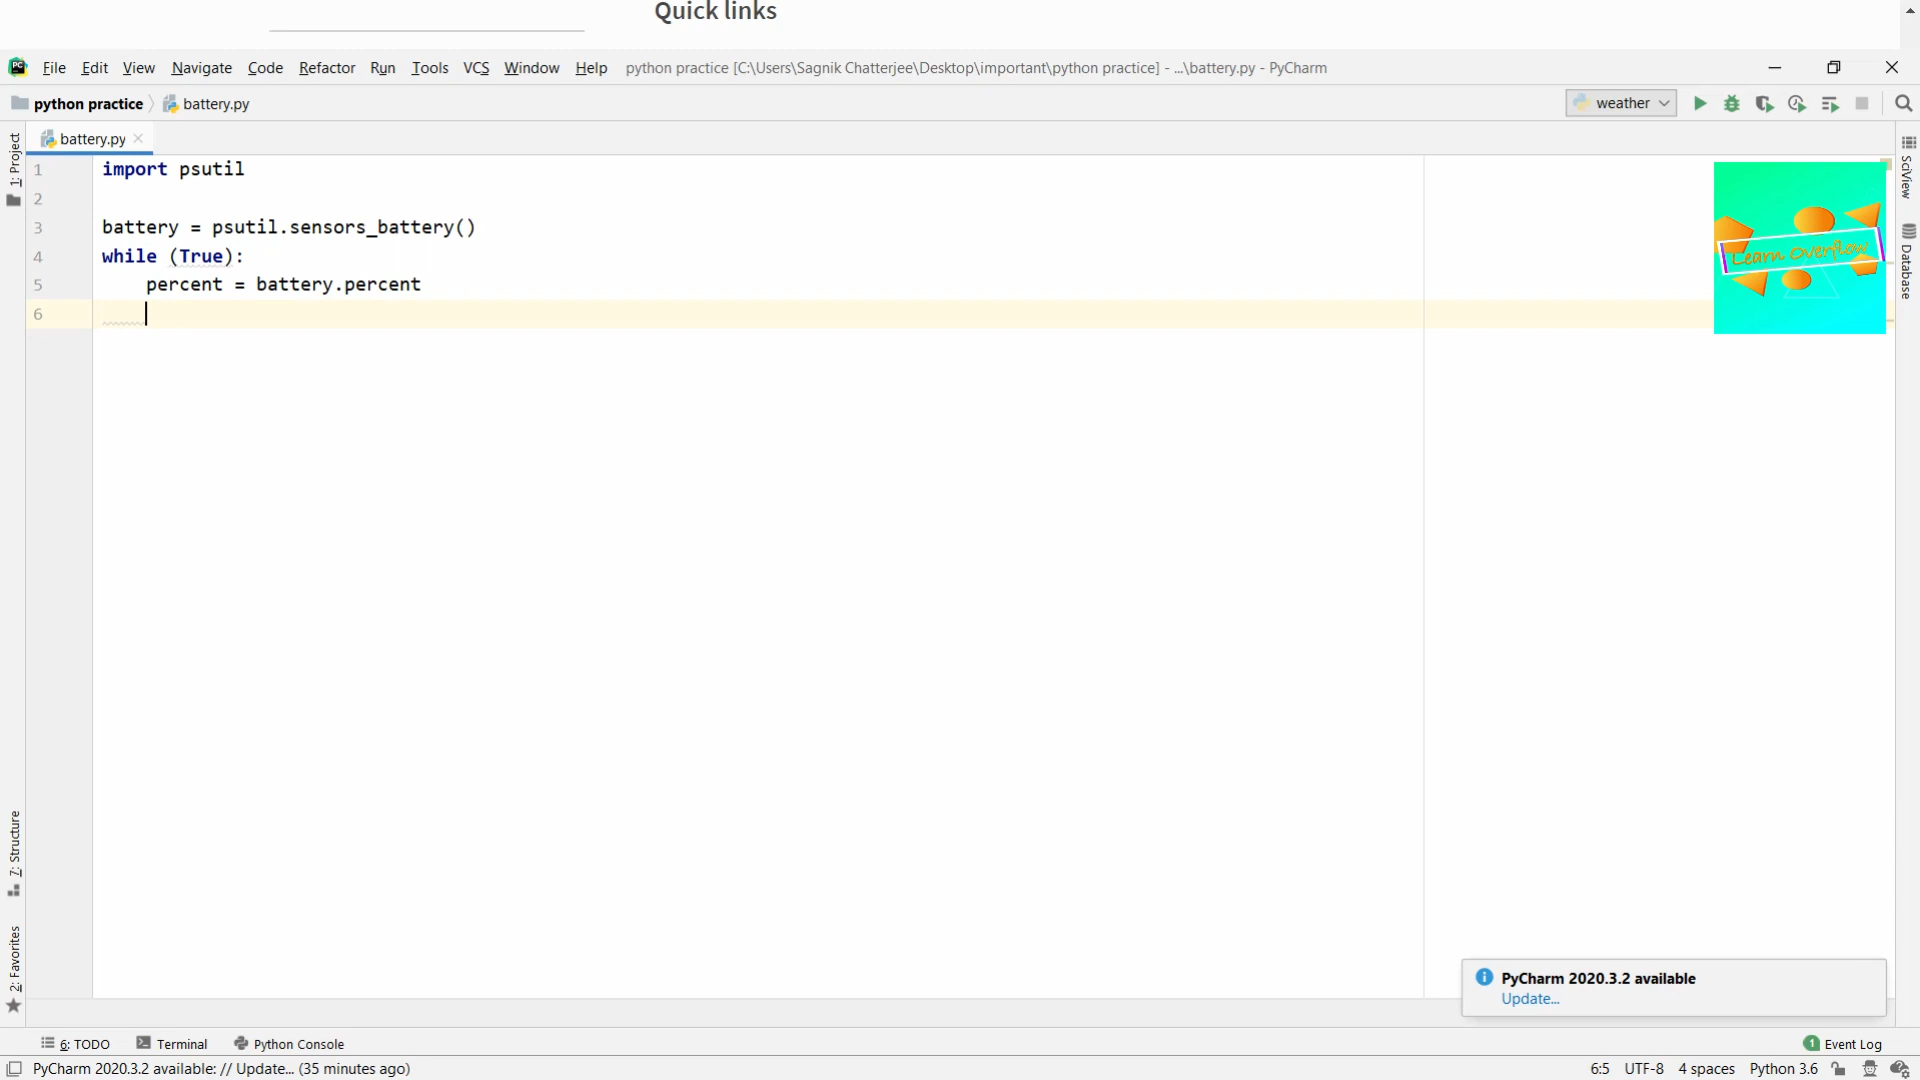 Quick links
File Edit View Navigate Code Refactor Run Tools VCS Window Help python practice [C:\Users\Sagnik Chatterjee\Desktop\important\python practice] - ...\battery.py - PyCharm
python practice battery.py weather
battery.py
1: Project
1 import psutil
2
3 battery = psutil.sensors_battery()
4 while (True):
5 percent = battery.percent
6
Learn Overflow
SciView
Database
7: Structure
2: Favorites
PyCharm 2020.3.2 available
Update...
6: TODO Terminal Python Console 1 Event Log
PyCharm 2020.3.2 available: // Update... (35 minutes ago) 6:5 UTF-8 4 spaces Python 3.6